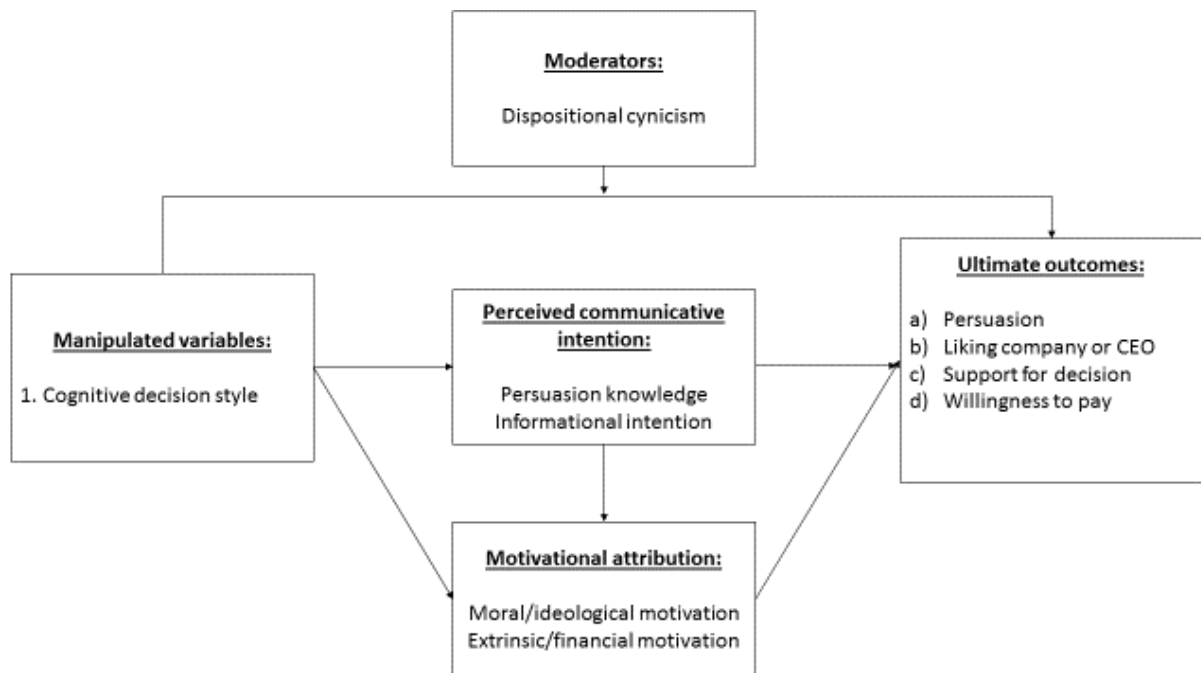 Moderators:
Dispositional cynicism
Manipulated variables:
1. Cognitive decision style
Perceived communicative
intention:
Persuasion knowledge
Informational intention
Motivational attribution:
Moral/ideological motivation
Extrinsic/financial motivation
Ultimate outcomes:
a) Persuasion
b) Liking company or CEO
c) Support for decision
d) Willingness to pay